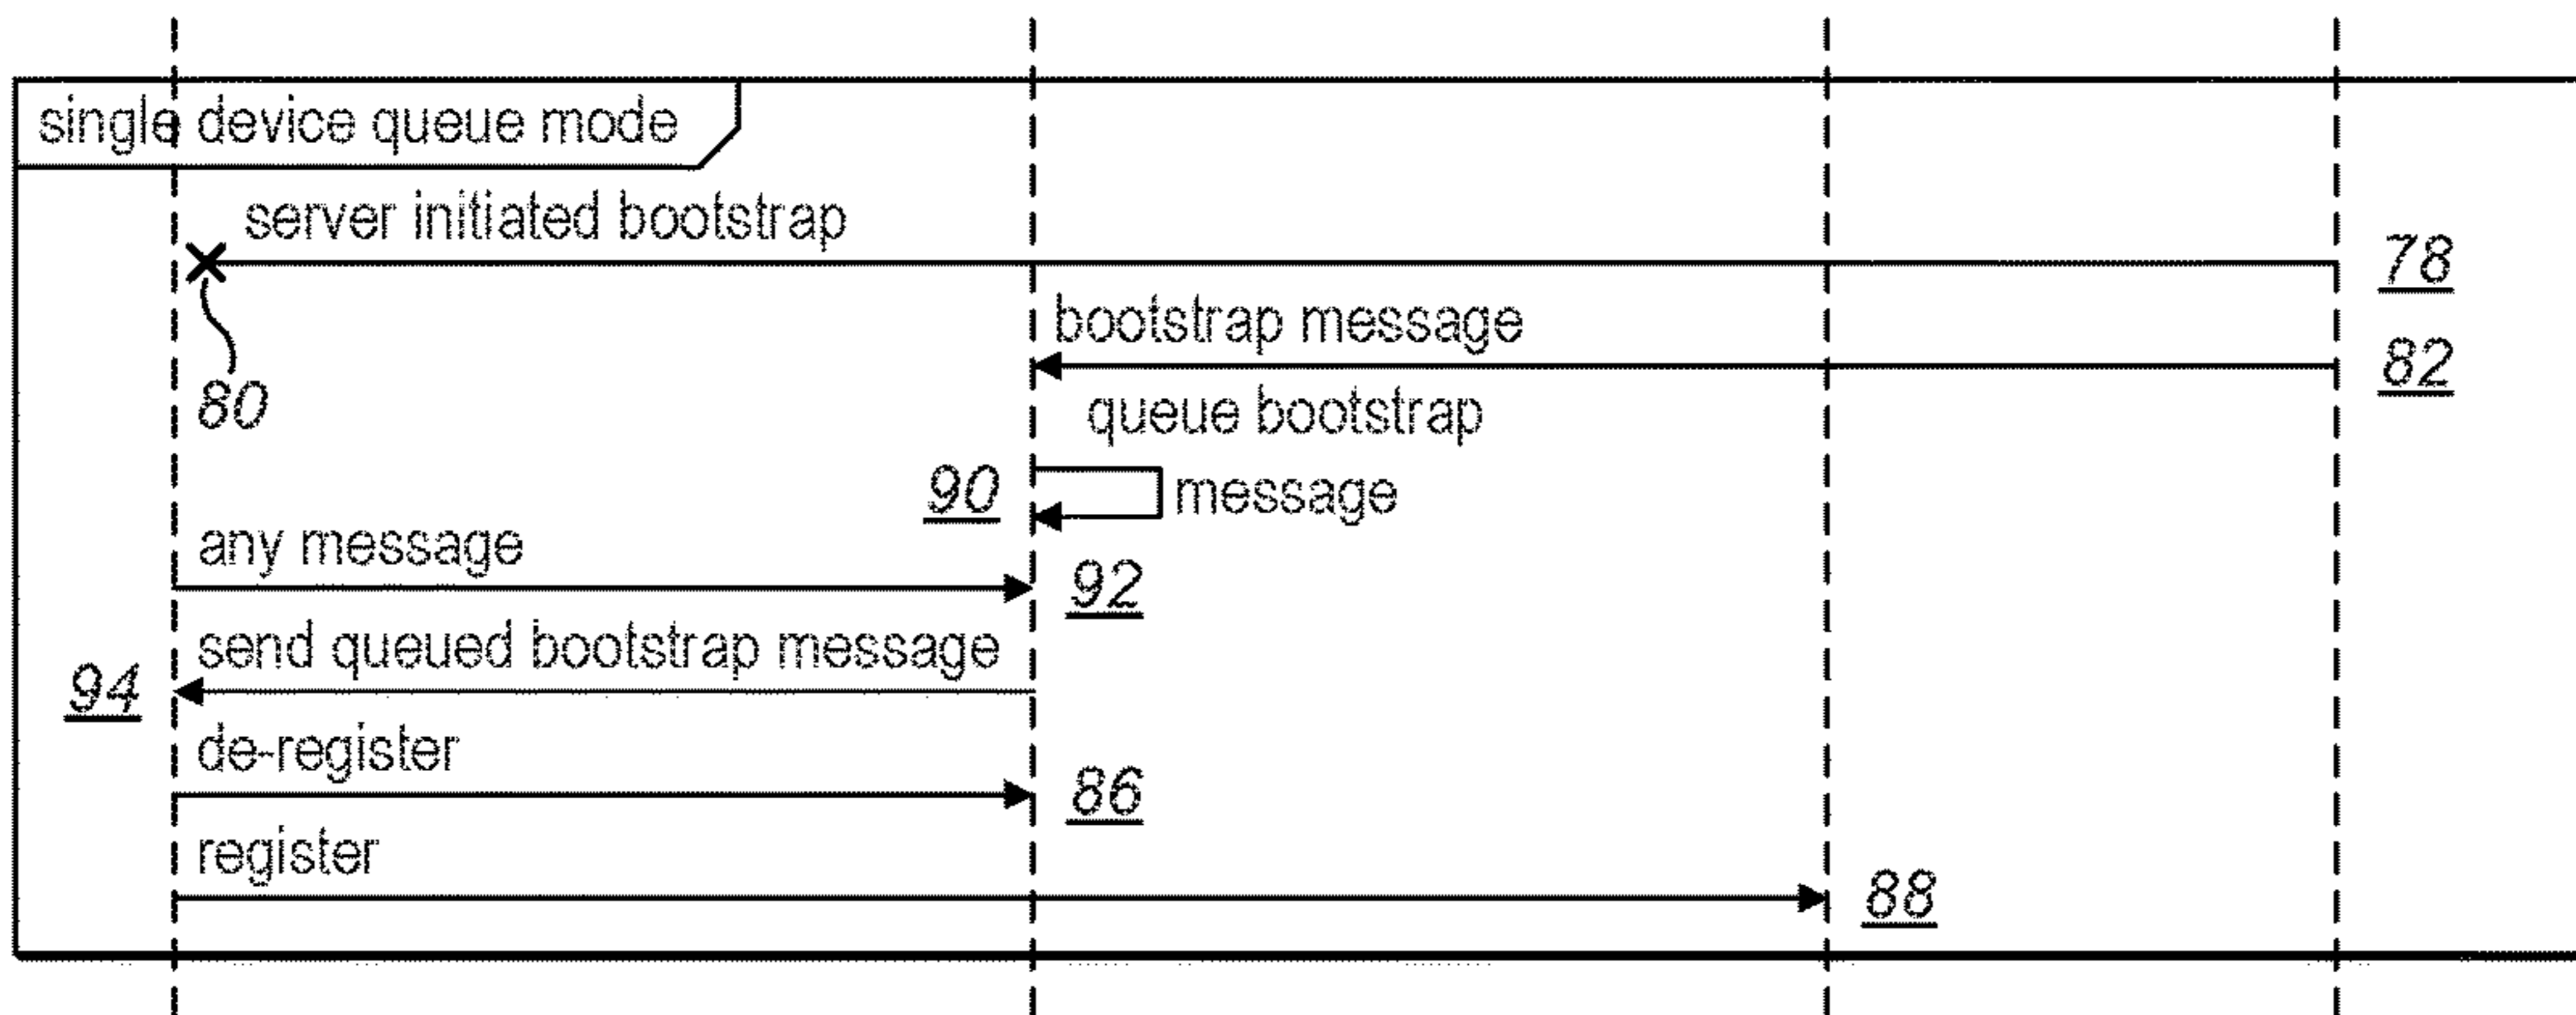 single device queue mode
server initiated bootstrap
78
bootstrap message
82
80
queue bootstrap
90
message
any message
92
send queued bootstrap message
94
de-register
86
register
88